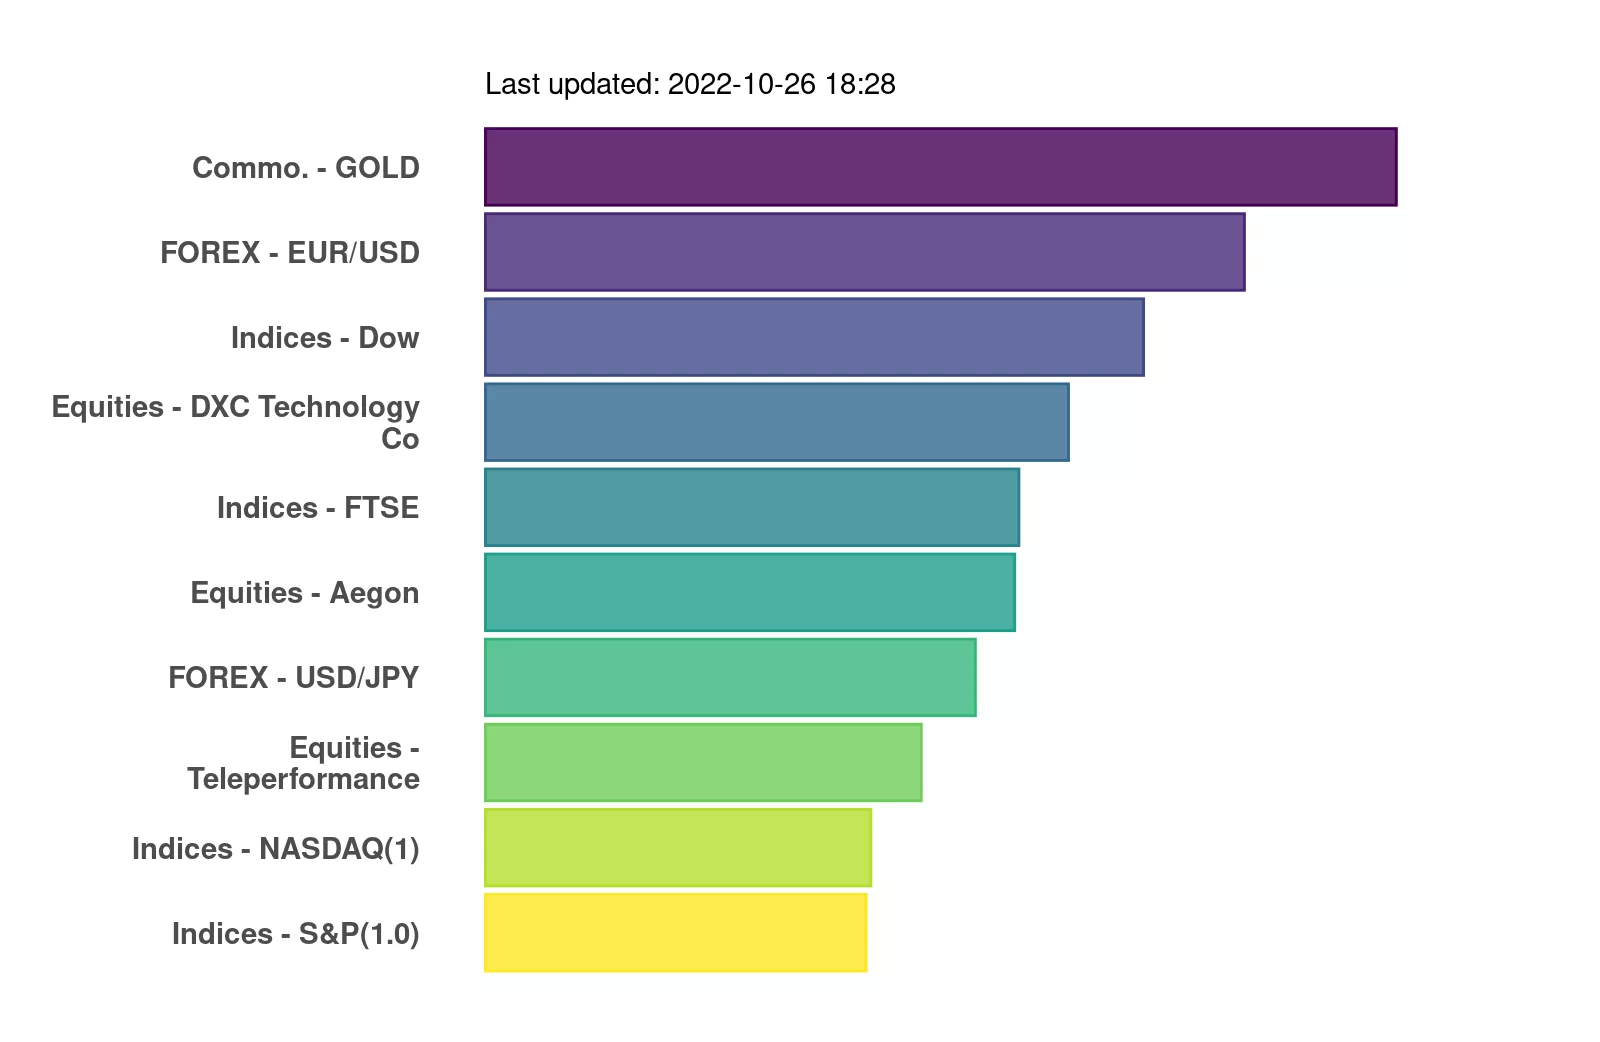 Last updated: 2022-10-26 18:28
Commo. - GOLD
FOREX - EUR/USD
Indices - Dow
Equities - DXC Technology
Co
Indices - FTSE
Equities - Aegon
FOREX - USD/JPY
Equities -
Teleperformance
Indices - NASDAQ(1)
Indices - S&P(1.0)